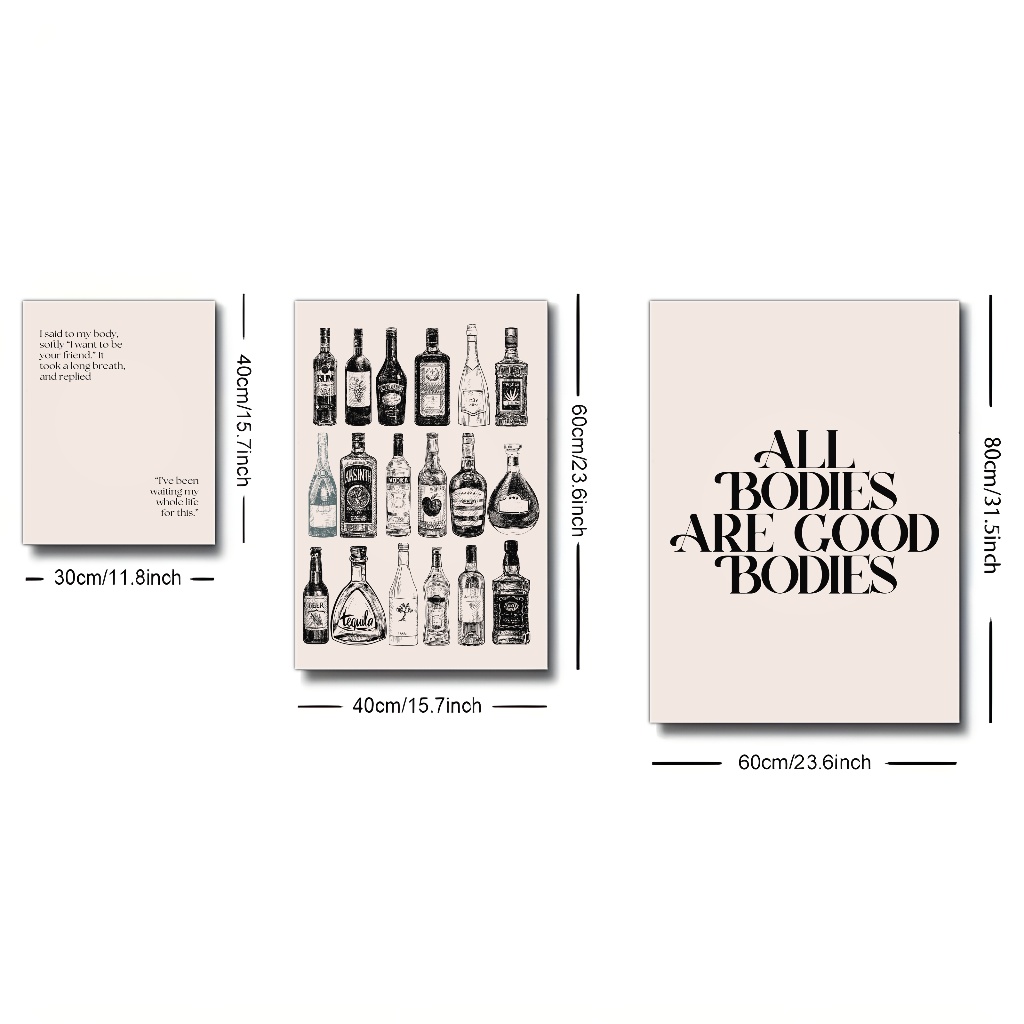 I said to my body,
softly "I want to be
your friend." It
took a long breath,
and replied
"I've been
waiting my
whole life
for this."
40cm/15.7inch
30cm/11.8inch
RUM
ABSINTH
VODKA
BEER
Tequila
60cm/23.6inch
40cm/15.7inch
ALL
BODIES
ARE GOOD
BODIES
80cm/31.5inch
60cm/23.6inch